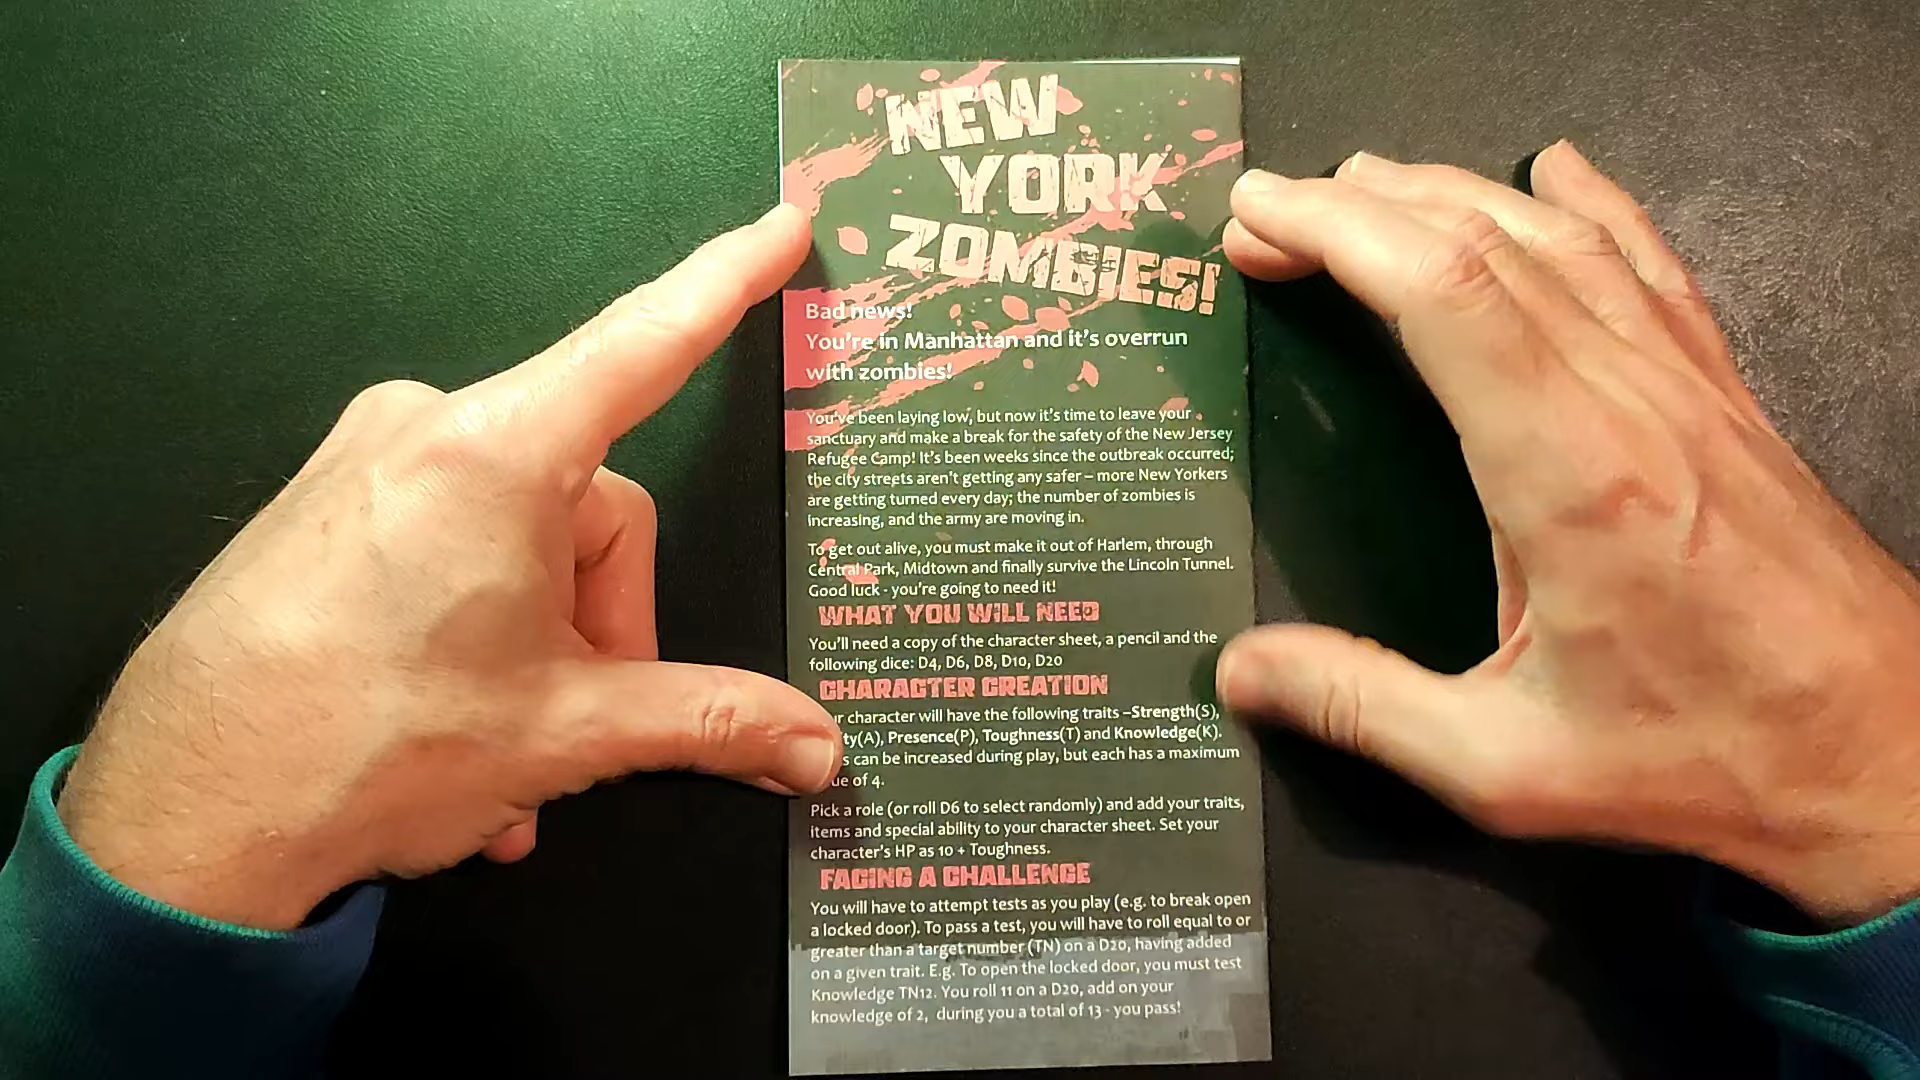 NEW
YORK
ZOMBIES!
Bad news!
You're in Manhattan and it's overrun
with zombies!
You've been laying low, but now it's time to leave your
sanctuary and make a break for the safety of the New Jersey
Refugee Camp! It's been weeks since the outbreak occurred;
the city streets aren't getting any safer – more New Yorkers
are getting turned every day; the number of zombies is
increasing, and the army are moving in.
To get out alive, you must make it out of Harlem, through
Central Park, Midtown and finally survive the Lincoln Tunnel.
Good luck - you're going to need it!
WHAT YOU WILL NEED
You'll need a copy of the character sheet, a pencil and the
following dice: D4, D6, D8, D10, D20
CHARACTER CREATION
r character will have the following traits –Strength(S),
ty(A), Presence(P), Toughness(T) and Knowledge(K).
s can be increased during play, but each has a maximum
ue of 4.
Pick a role (or roll D6 to select randomly) and add your traits,
items and special ability to your character sheet. Set your
character's HP as 10 + Toughness.
FACING A CHALLENGE
You will have to attempt tests as you play (e.g. to break open
a locked door). To pass a test, you will have to roll equal to or
greater than a target number (TN) on a D20, having added
on a given trait. E.g. To open the locked door, you must test
Knowledge TN12. You roll 11 on a D20, add on your
knowledge of 2, during you a total of 13 - you pass!